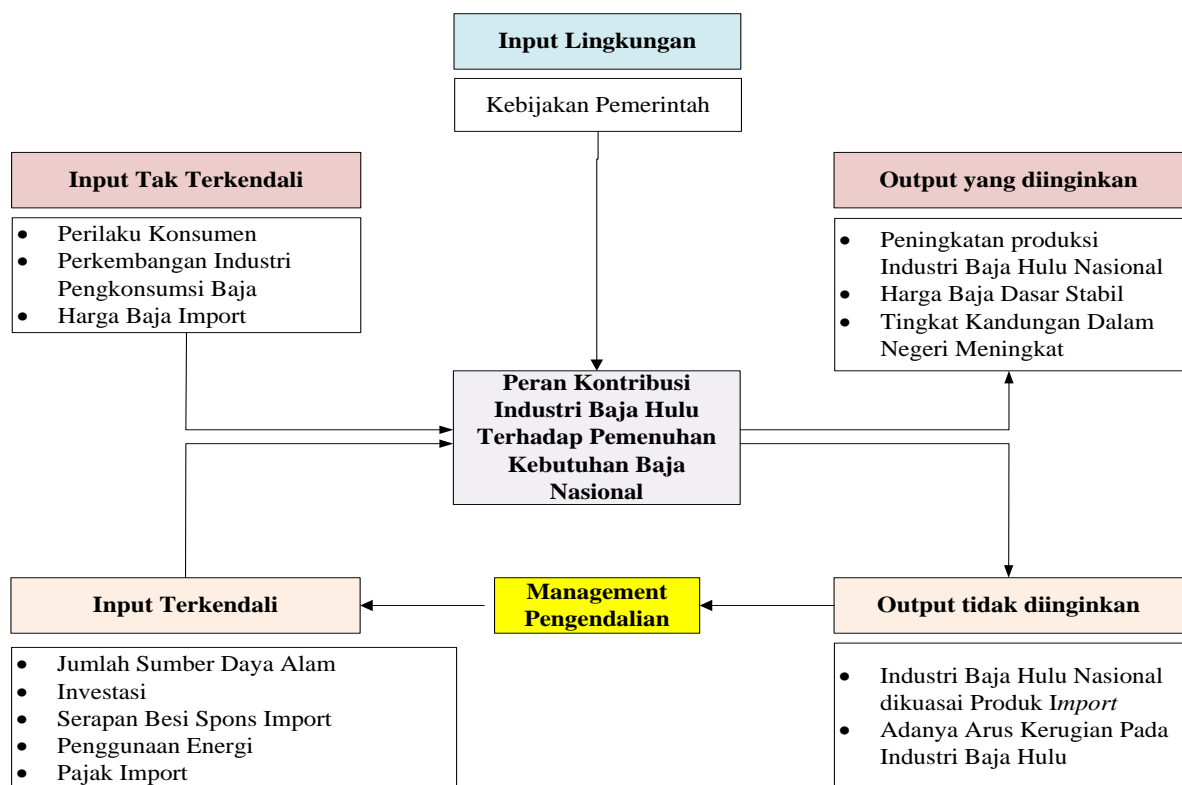 Input Lingkungan
Kebijakan Pemerintah
Input Tak Terkendali
• Perilaku Konsumen
• Perkembangan Industri
Pengkonsumsi Baja
• Harga Baja Import
Output yang diinginkan
• Peningkatan produksi
Industri Baja Hulu Nasional
• Harga Baja Dasar Stabil
• Tingkat Kandungan Dalam
Negeri Meningkat
Peran Kontribusi
Industri Baja Hulu
Terhadap Pemenuhan
Kebutuhan Baja
Nasional
Input Terkendali
• Jumlah Sumber Daya Alam
• Investasi
• Serapan Besi Spons Import
• Penggunaan Energi
• Pajak Import
Management
Pengendalian
Output tidak diinginkan
• Industri Baja Hulu Nasional
dikuasai Produk Import
• Adanya Arus Kerugian Pada
Industri Baja Hulu